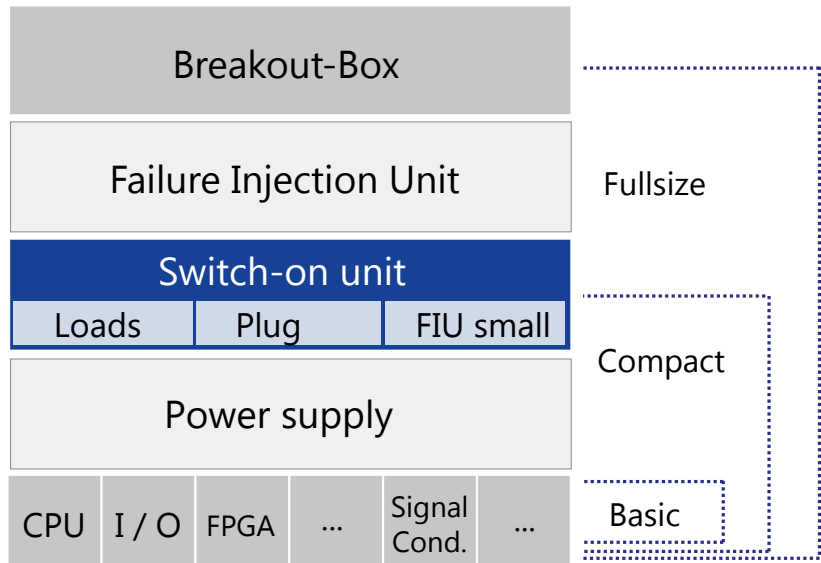 Breakout-Box
Failure Injection Unit
Fullsize
Switch-on unit
Loads
Plug
FIU small
Compact
Power supply
CPU
I / O
FPGA
...
Signal
Cond.
...
Basic